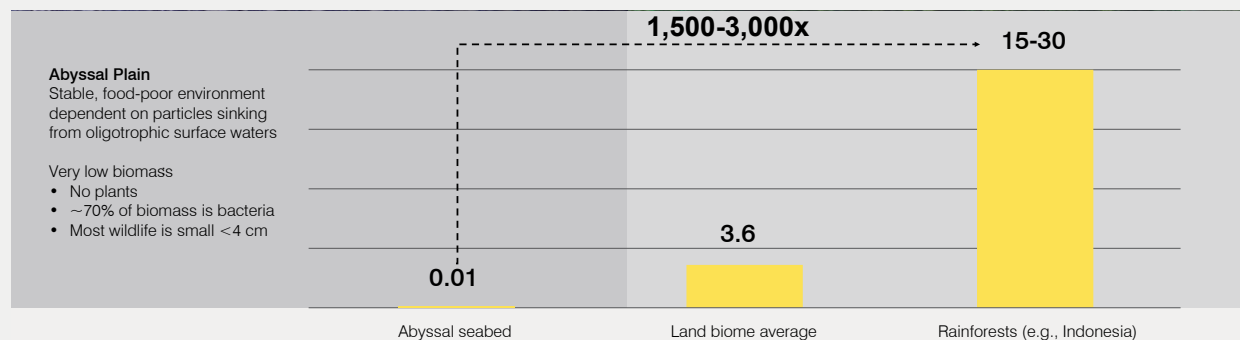 1,500-3,000x
15-30
Abyssal Plain
Stable, food-poor environment
dependent on particles sinking
from oligotrophic surface waters
Very low biomass
• No plants
• ~70% of biomass is bacteria
• Most wildlife is small <4 cm
0.01
3.6
Abyssal seabed
Land biome average
Rainforests (e.g., Indonesia)